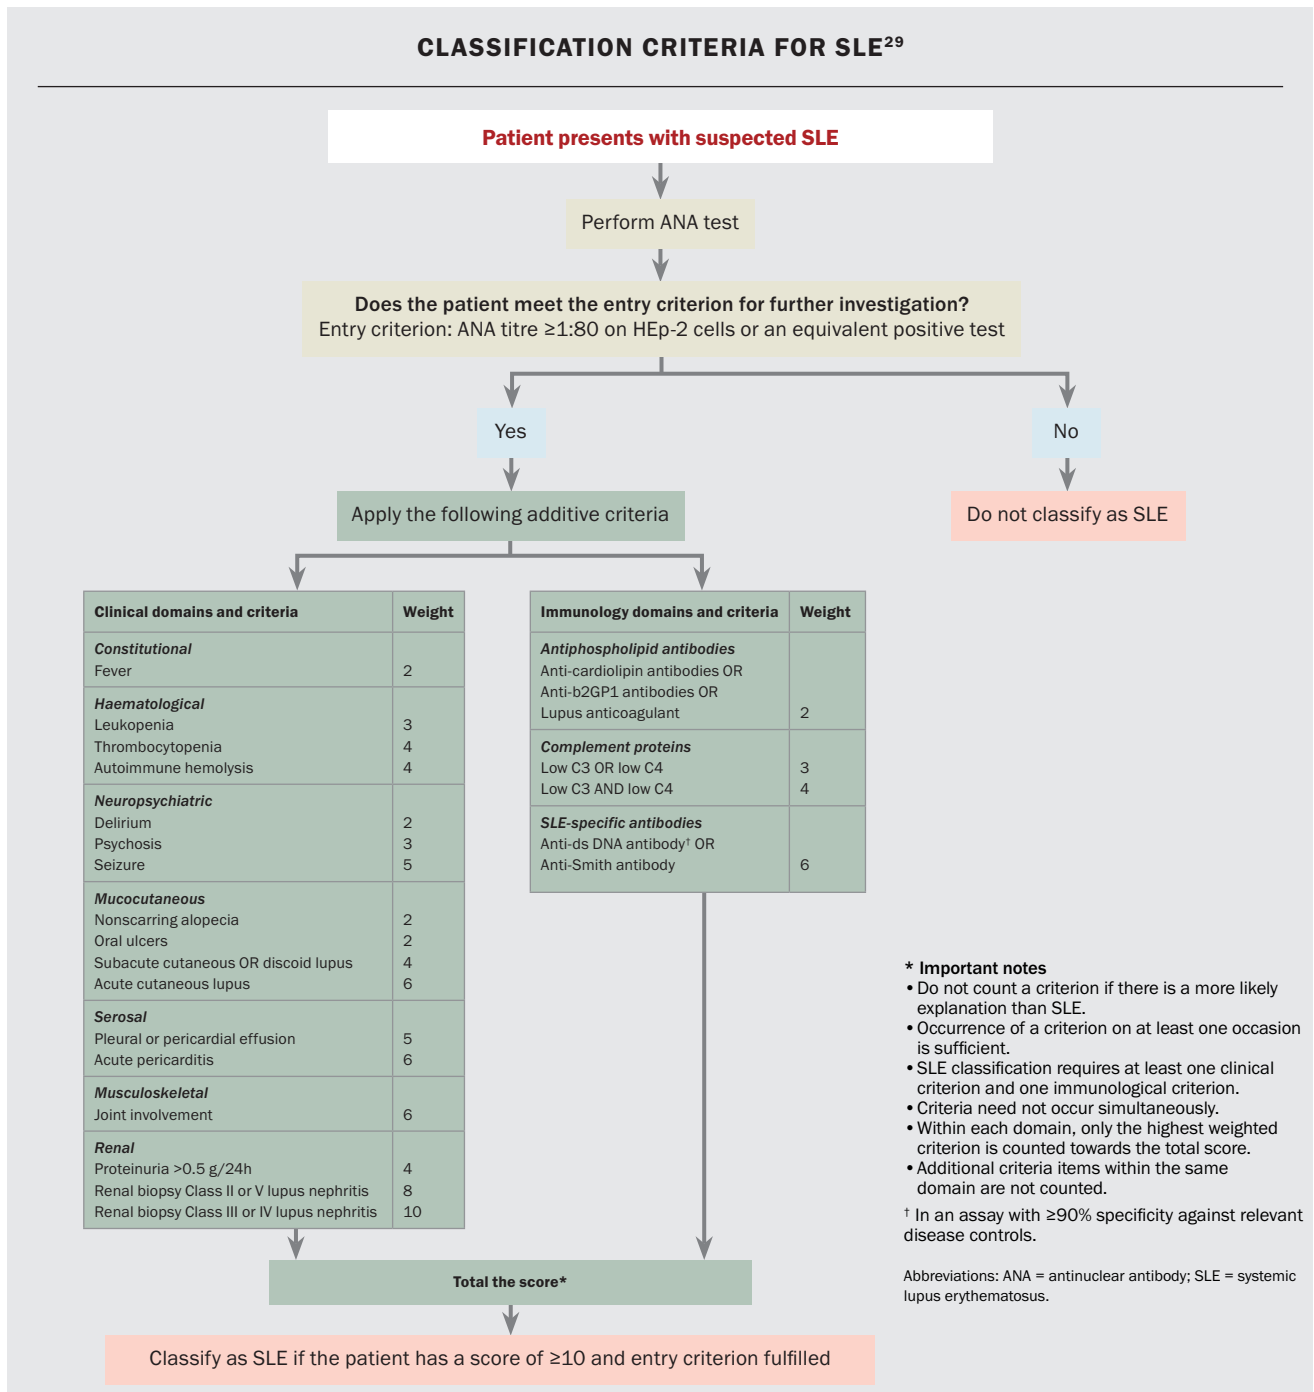 CLASSIFICATION CRITERIA FOR SLE²⁹
Patient presents with suspected SLE
Perform ANA test
Does the patient meet the entry criterion for further investigation?
Entry criterion: ANA titre ≥1:80 on HEp-2 cells or an equivalent positive test
Yes
No
Apply the following additive criteria
Do not classify as SLE
Clinical domains and criteria Weight
Constitutional
Fever 2
Haematological
Leukopenia 3
Thrombocytopenia 4
Autoimmune hemolysis 4
Neuropsychiatric
Delirium 2
Psychosis 3
Seizure 5
Mucocutaneous
Nonscarring alopecia 2
Oral ulcers 2
Subacute cutaneous OR discoid lupus 4
Acute cutaneous lupus 6
Serosal
Pleural or pericardial effusion 5
Acute pericarditis 6
Musculoskeletal
Joint involvement 6
Renal
Proteinuria >0.5 g/24h 4
Renal biopsy Class II or V lupus nephritis 8
Renal biopsy Class III or IV lupus nephritis 10
Immunology domains and criteria Weight
Antiphospholipid antibodies
Anti-cardiolipin antibodies OR
Anti-b2GP1 antibodies OR
Lupus anticoagulant 2
Complement proteins
Low C3 OR low C4 3
Low C3 AND low C4 4
SLE-specific antibodies
Anti-ds DNA antibody† OR
Anti-Smith antibody 6
* Important notes
• Do not count a criterion if there is a more likely
explanation than SLE.
• Occurrence of a criterion on at least one occasion
is sufficient.
• SLE classification requires at least one clinical
criterion and one immunological criterion.
• Criteria need not occur simultaneously.
• Within each domain, only the highest weighted
criterion is counted towards the total score.
• Additional criteria items within the same
domain are not counted.
† In an assay with ≥90% specificity against relevant
disease controls.
Abbreviations: ANA = antinuclear antibody; SLE = systemic
lupus erythematosus.
Total the score*
Classify as SLE if the patient has a score of ≥10 and entry criterion fulfilled